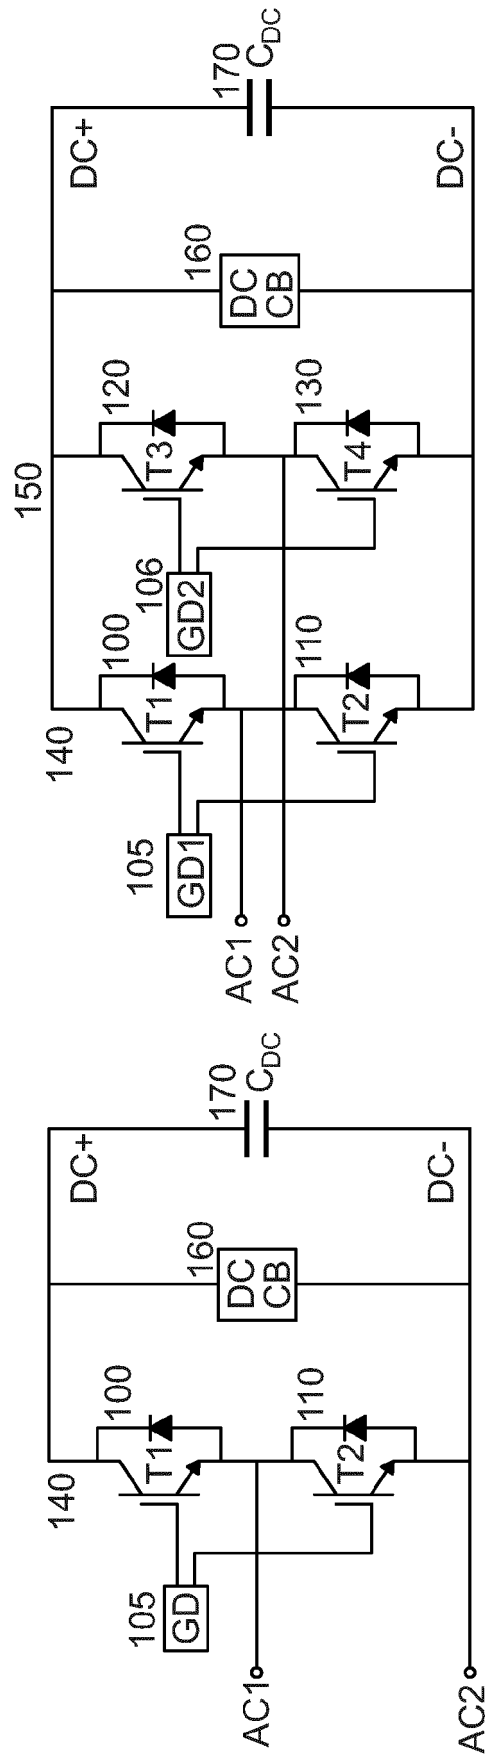 150
140
DC+
170
C_DC
160
DC
CB
120
T3
106
GD2
100
T1
105
GD1
130
T4
110
T2
AC1
AC2
DC-
140
DC+
170
C_DC
160
DC
CB
100
T1
105
GD
110
T2
AC1
AC2
DC-